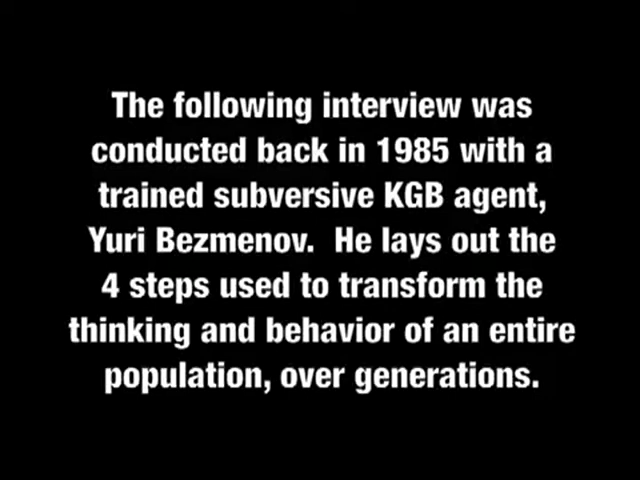 The following interview was
conducted back in 1985 with a
trained subversive KGB agent,
Yuri Bezmenov.  He lays out the
4 steps used to transform the
thinking and behavior of an entire
population, over generations.